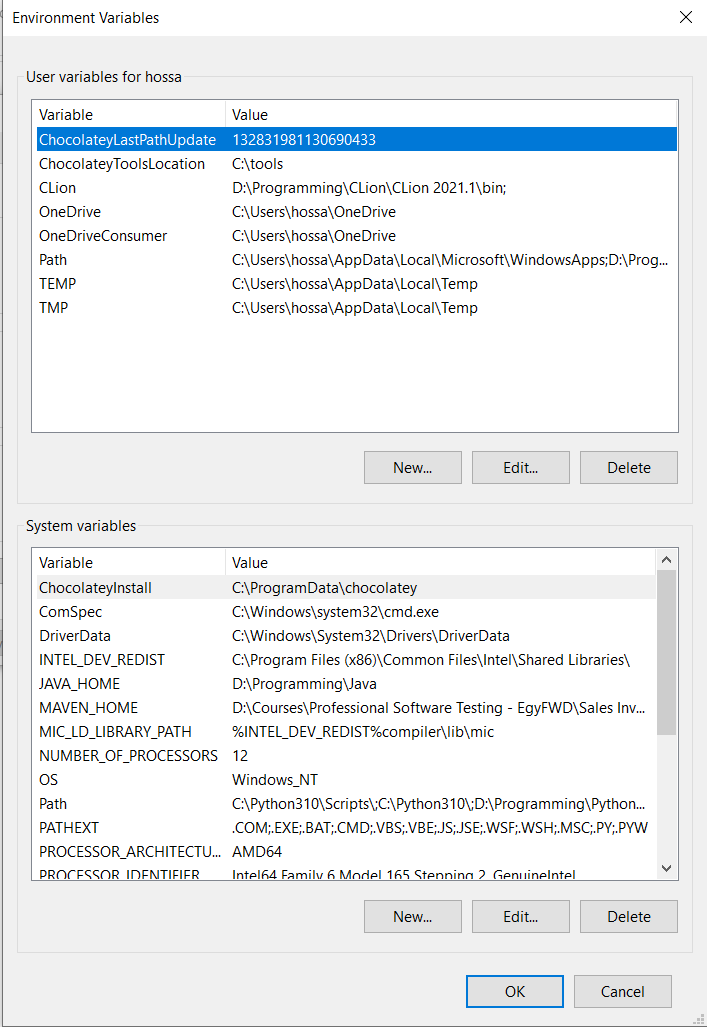 Environment Variables
User variables for hossa
Variable Value
ChocolateyLastPathUpdate 132831981130690433
ChocolateyToolsLocation C:\tools
CLion D:\Programming\CLion\CLion 2021.1\bin;
OneDrive C:\Users\hossa\OneDrive
OneDriveConsumer C:\Users\hossa\OneDrive
Path C:\Users\hossa\AppData\Local\Microsoft\WindowsApps;D:\Prog...
TEMP C:\Users\hossa\AppData\Local\Temp
TMP C:\Users\hossa\AppData\Local\Temp
New... Edit... Delete
System variables
Variable Value
ChocolateyInstall C:\ProgramData\chocolatey
ComSpec C:\Windows\system32\cmd.exe
DriverData C:\Windows\System32\Drivers\DriverData
INTEL_DEV_REDIST C:\Program Files (x86)\Common Files\Intel\Shared Libraries\
JAVA_HOME D:\Programming\Java
MAVEN_HOME D:\Courses\Professional Software Testing - EgyFWD\Sales Inv...
MIC_LD_LIBRARY_PATH %INTEL_DEV_REDIST%compiler\lib\mic
NUMBER_OF_PROCESSORS 12
OS Windows_NT
Path C:\Python310\Scripts\;C:\Python310\;D:\Programming\Python...
PATHEXT .COM;.EXE;.BAT;.CMD;.VBS;.VBE;.JS;.JSE;.WSF;.WSH;.MSC;.PY;.PYW
PROCESSOR_ARCHITECTU... AMD64
PROCESSOR_IDENTIFIER Intel64 Family 6 Model 165 Stepping 2, GenuineIntel
New... Edit... Delete
OK Cancel